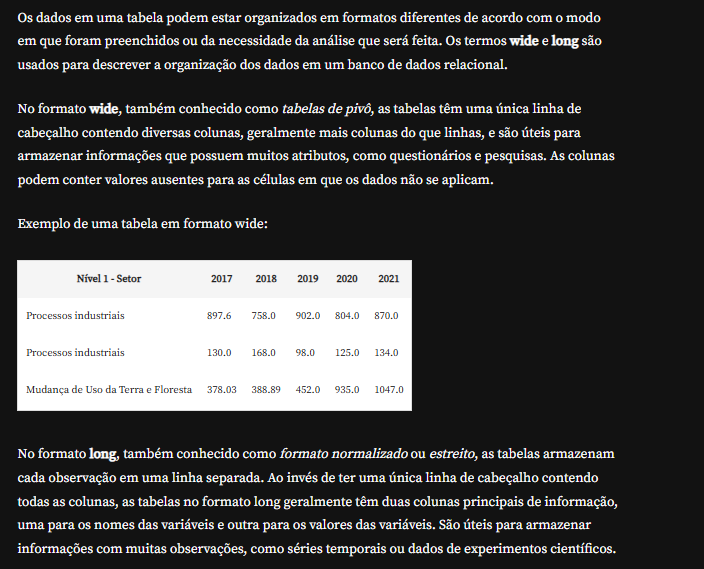 Os dados em uma tabela podem estar organizados em formatos diferentes de acordo com o modo
em que foram preenchidos ou da necessidade da análise que será feita. Os termos wide e long são
usados para descrever a organização dos dados em um banco de dados relacional.
No formato wide, também conhecido como tabelas de pivô, as tabelas têm uma única linha de
cabeçalho contendo diversas colunas, geralmente mais colunas do que linhas, e são úteis para
armazenar informações que possuem muitos atributos, como questionários e pesquisas. As colunas
podem conter valores ausentes para as células em que os dados não se aplicam.
Exemplo de uma tabela em formato wide:
Nível 1 - Setor 2017 2018 2019 2020 2021
Processos industriais 897.6 758.0 902.0 804.0 870.0
Processos industriais 130.0 168.0 98.0 125.0 134.0
Mudança de Uso da Terra e Floresta 378.03 388.89 452.0 935.0 1047.0
No formato long, também conhecido como formato normalizado ou estreito, as tabelas armazenam
cada observação em uma linha separada. Ao invés de ter uma única linha de cabeçalho contendo
todas as colunas, as tabelas no formato long geralmente têm duas colunas principais de informação,
uma para os nomes das variáveis e outra para os valores das variáveis. São úteis para armazenar
informações com muitas observações, como séries temporais ou dados de experimentos científicos.